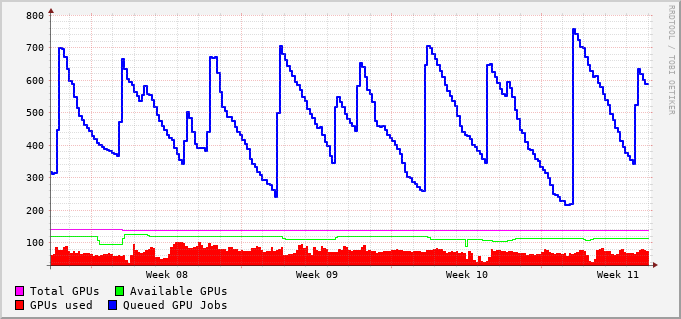 800
700
600
500
400
300
200
100
Week 08 Week 09 Week 10 Week 11
Total GPUs Available GPUs
GPUs used Queued GPU Jobs
RRDTOOL / TOBI OETIKER